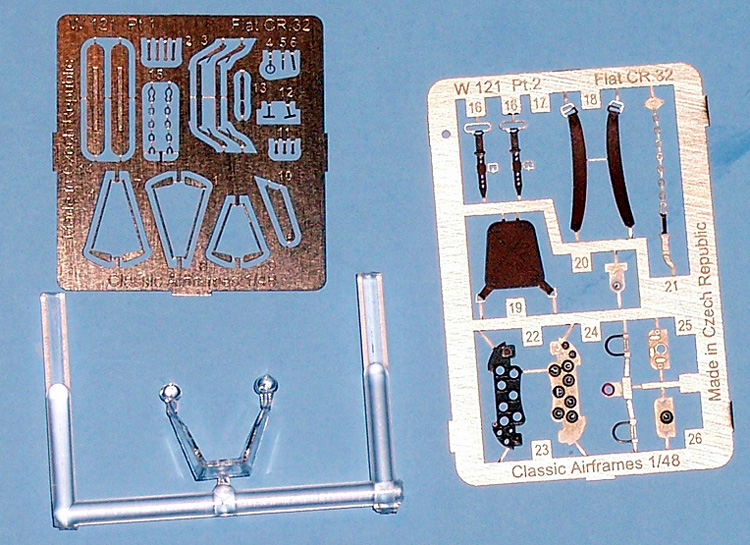 W 121 Pt.1 Fiat CR.32
2 3 4 5 6
15 13 12
11
1 10
Made in Czech Republic
Classic Airframes 1/48
W 121 Pt.2 Fiat CR.32
16 16 17 18
20
19 21
22 24 25
23 26
Made in Czech Republic
Classic Airframes 1/48